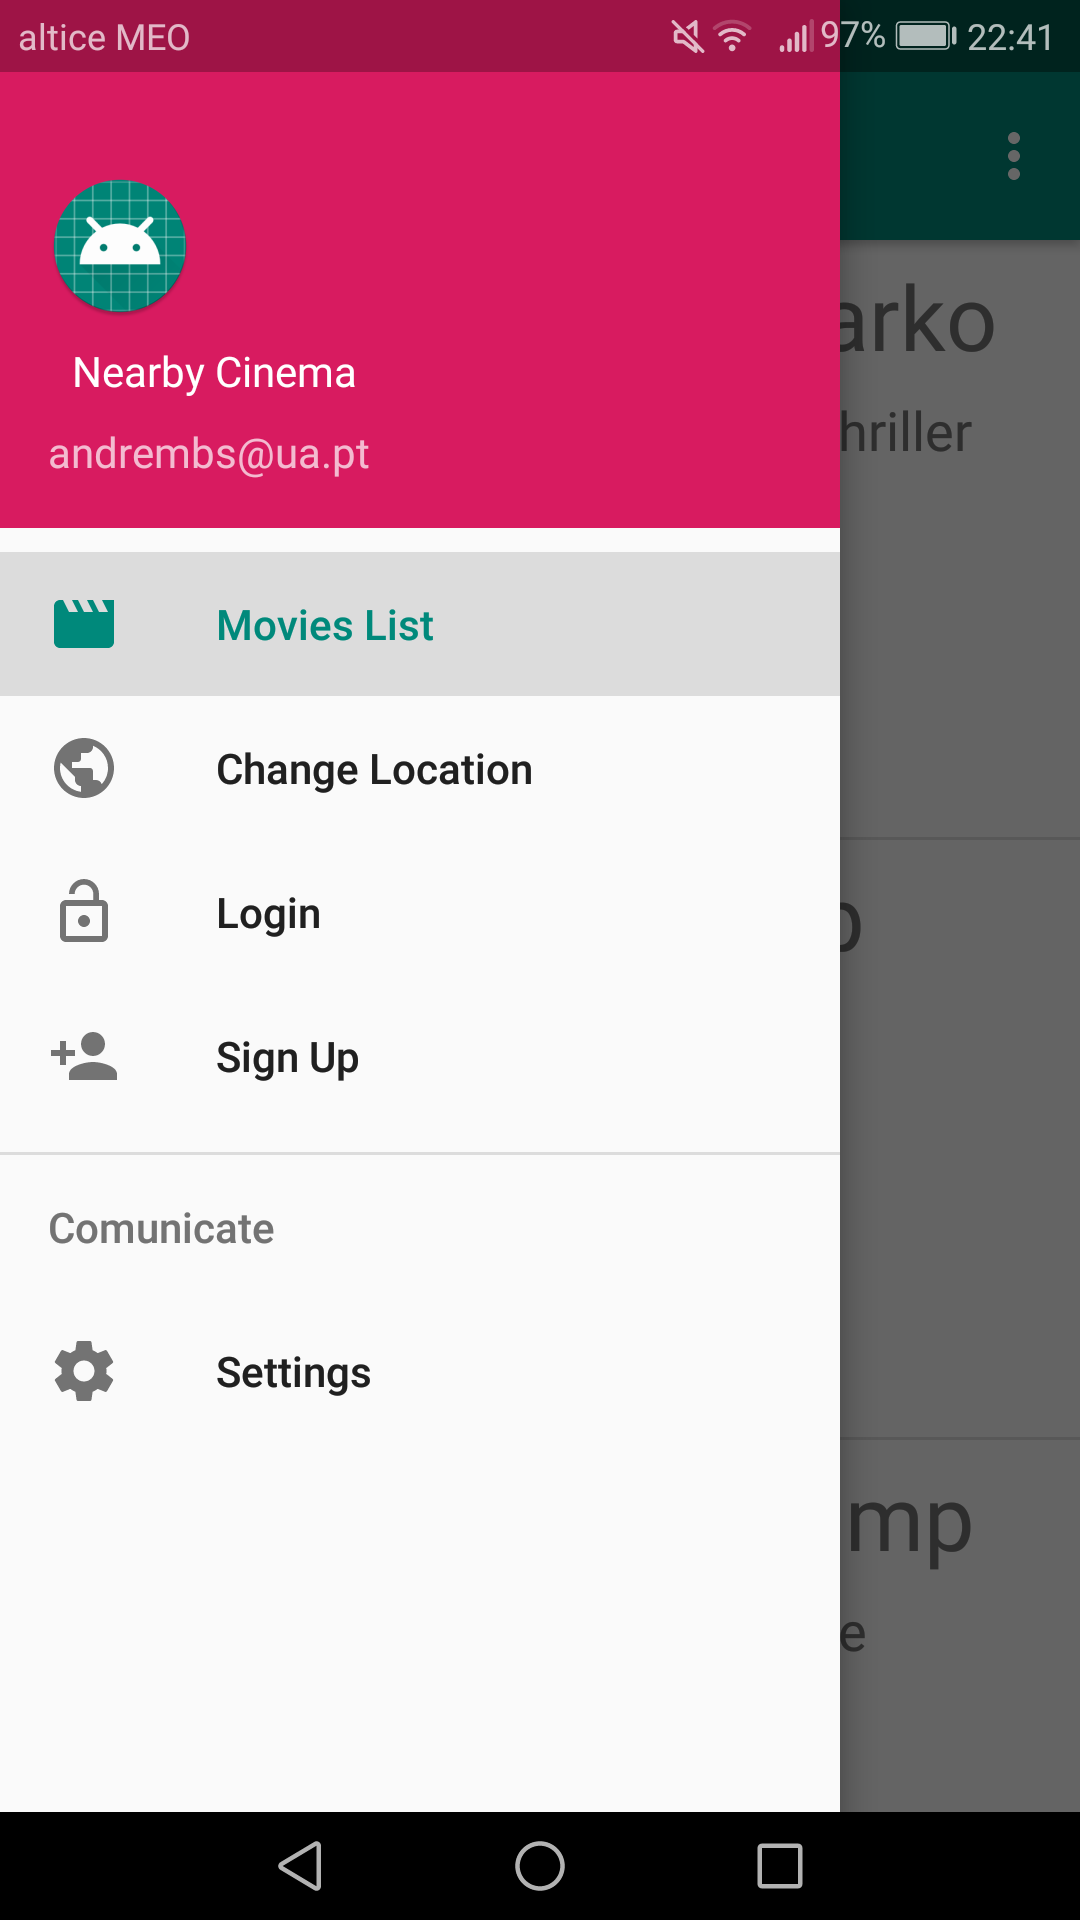 altice MEO 97% 22:41
Nearby Cinema
andrembs@ua.pt
Movies List
Change Location
Login
Sign Up
Comunicate
Settings
arko
hriller
mp
e